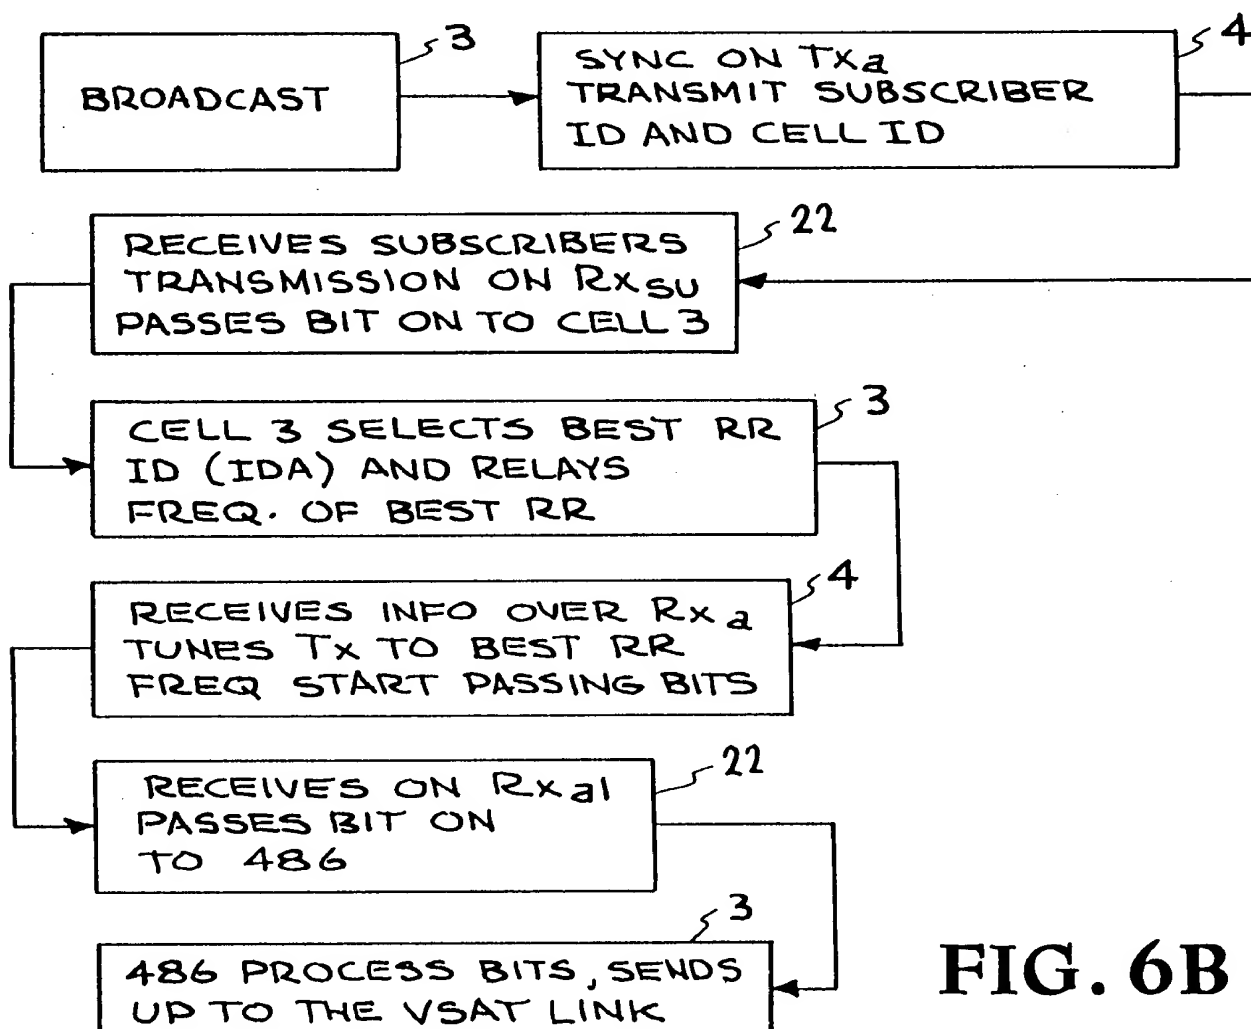 3
BROADCAST
4
SYNC ON Txa
TRANSMIT SUBSCRIBER
ID AND CELL ID
22
RECEIVES SUBSCRIBERS
TRANSMISSION ON RxSU
PASSES BIT ON TO CELL 3
3
CELL 3 SELECTS BEST RR
ID (IDA) AND RELAYS
FREQ. OF BEST RR
4
RECEIVES INFO OVER Rxa
TUNES Tx TO BEST RR
FREQ START PASSING BITS
22
RECEIVES ON Rxa1
PASSES BIT ON
TO 486
3
486 PROCESS BITS, SENDS
UP TO THE VSAT LINK
FIG. 6B